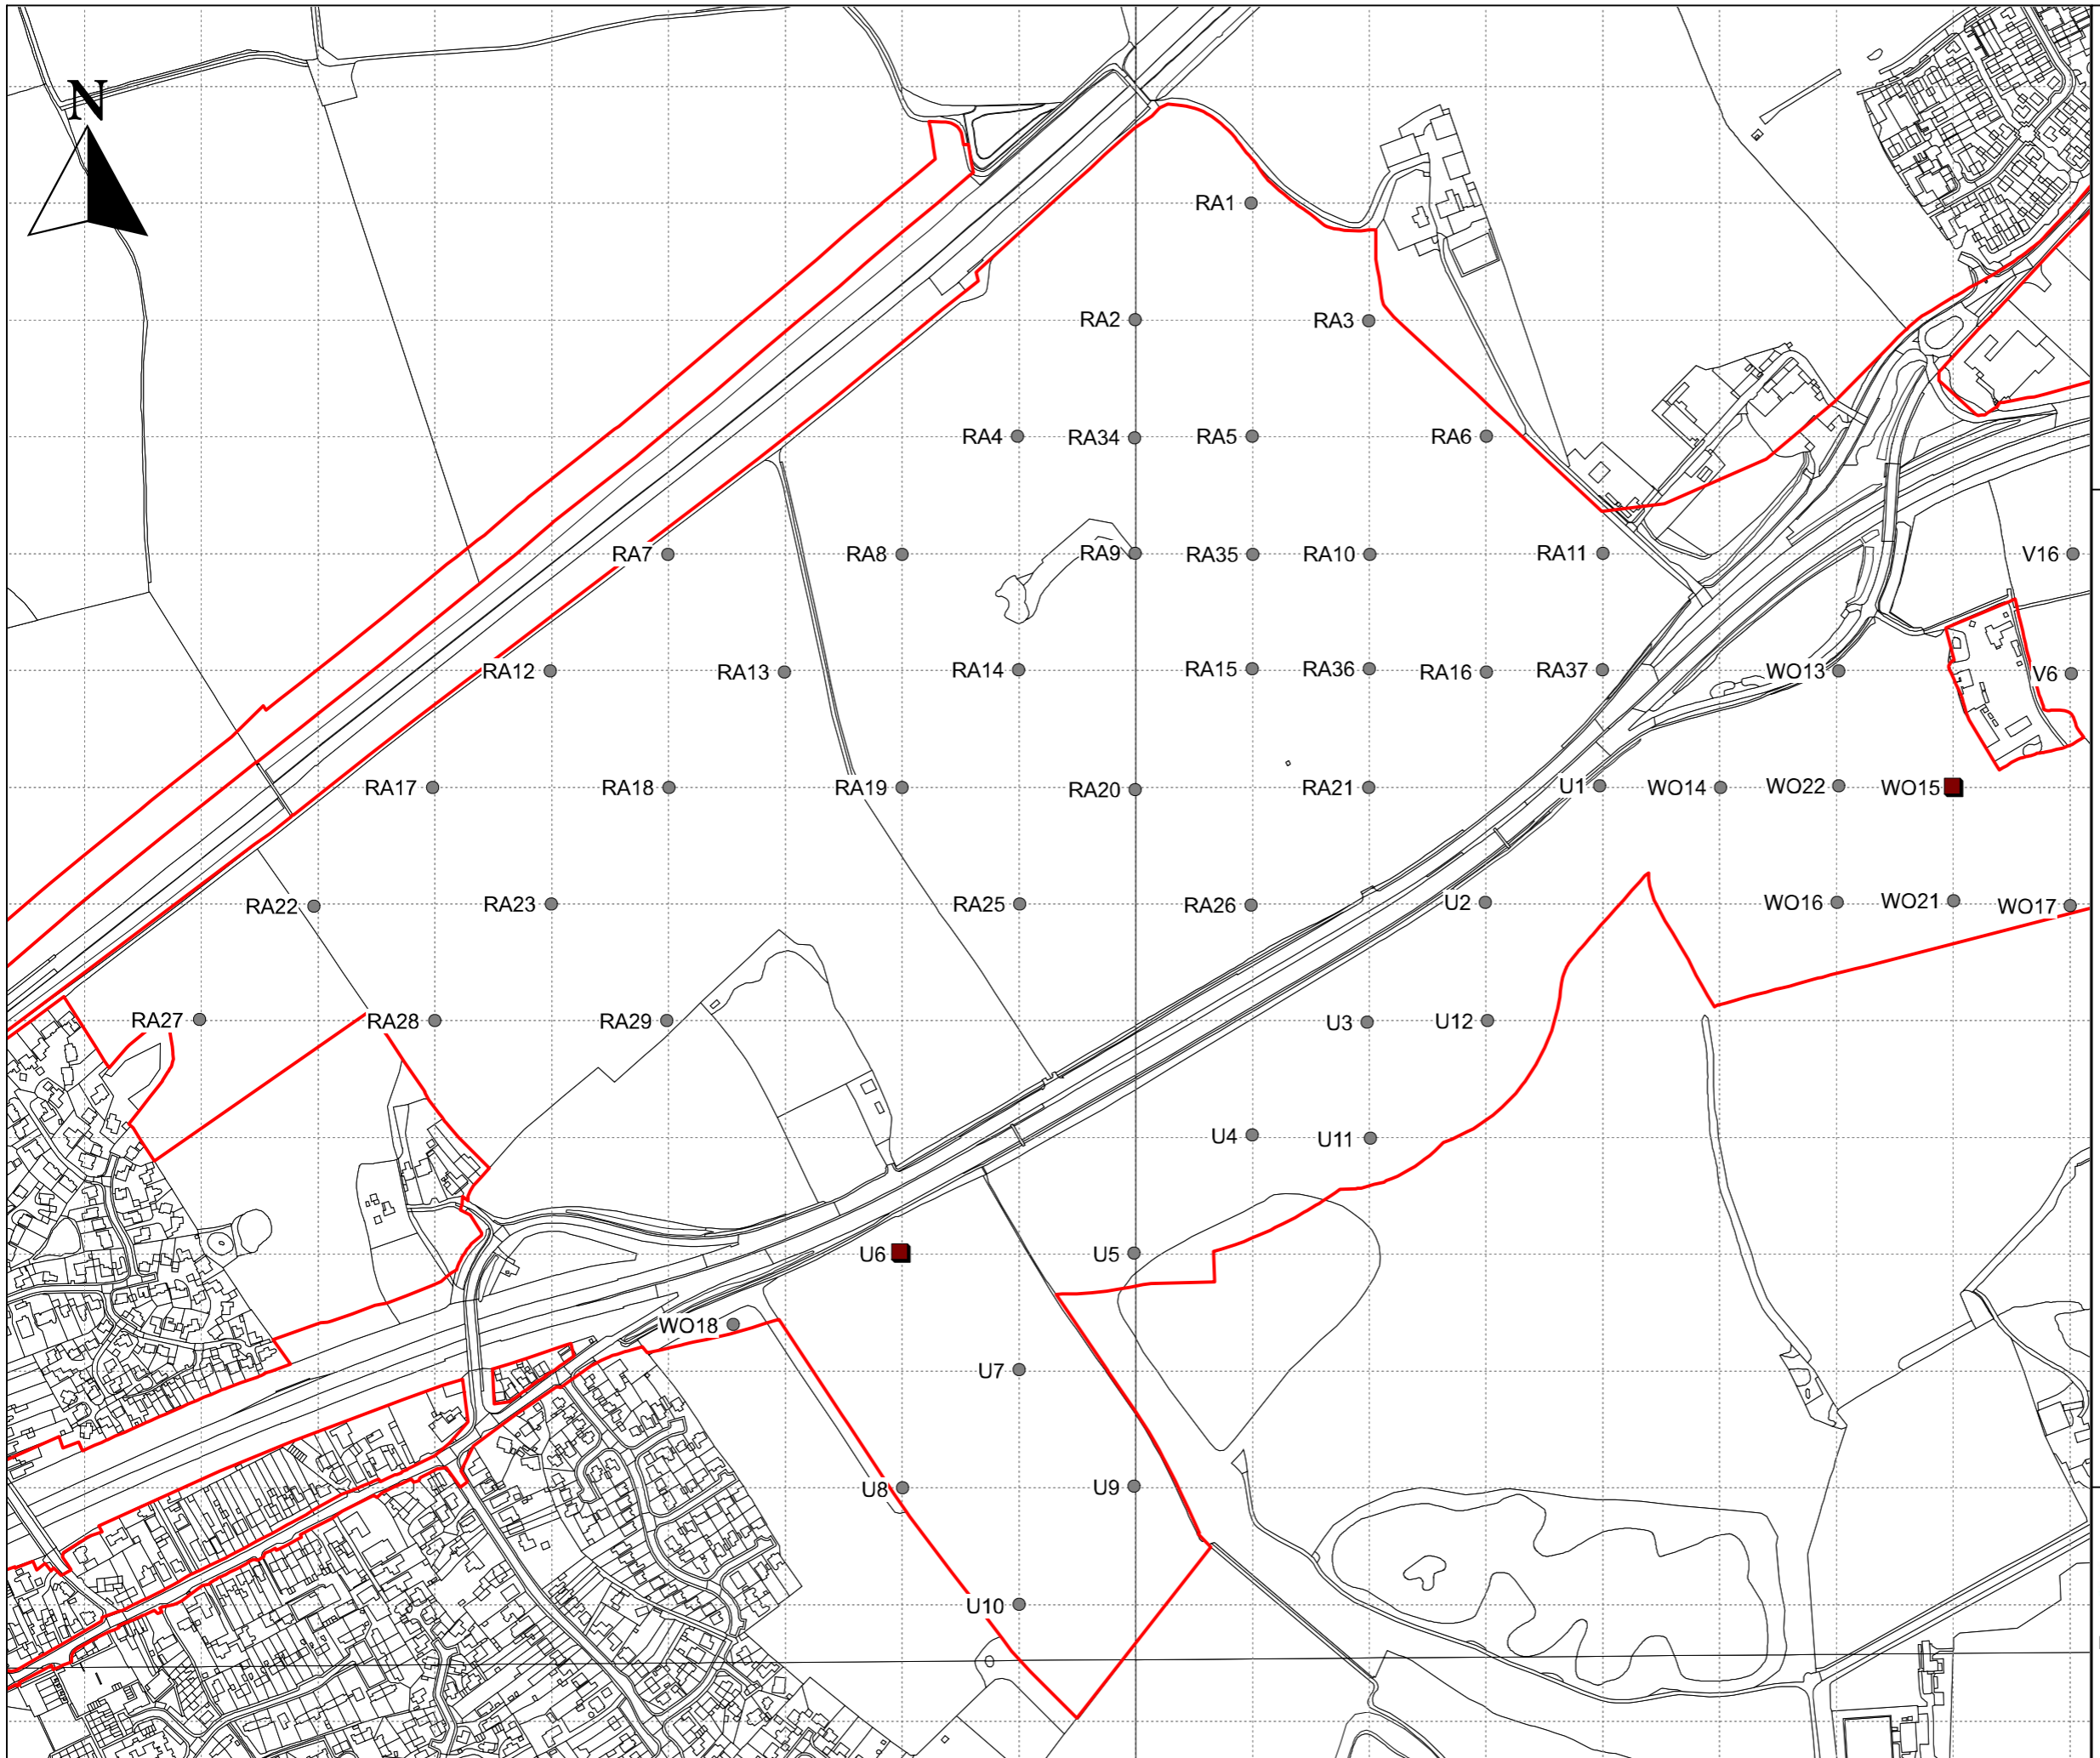 N
RA1
RA2 RA3
RA4 RA34 RA5 RA6
RA7 RA8 RA9 RA35 RA10 RA11 V16
RA12 RA13 RA14 RA15 RA36 RA16 RA37 WO13 V6
RA17 RA18 RA19 RA20 RA21 U1 WO14 WO22 WO15
RA22 RA23 RA25 RA26 U2 WO16 WO21 WO17
RA27 RA28 RA29 U3 U12
U4 U11
U6 U5
WO18
U7
U8 U9
U10